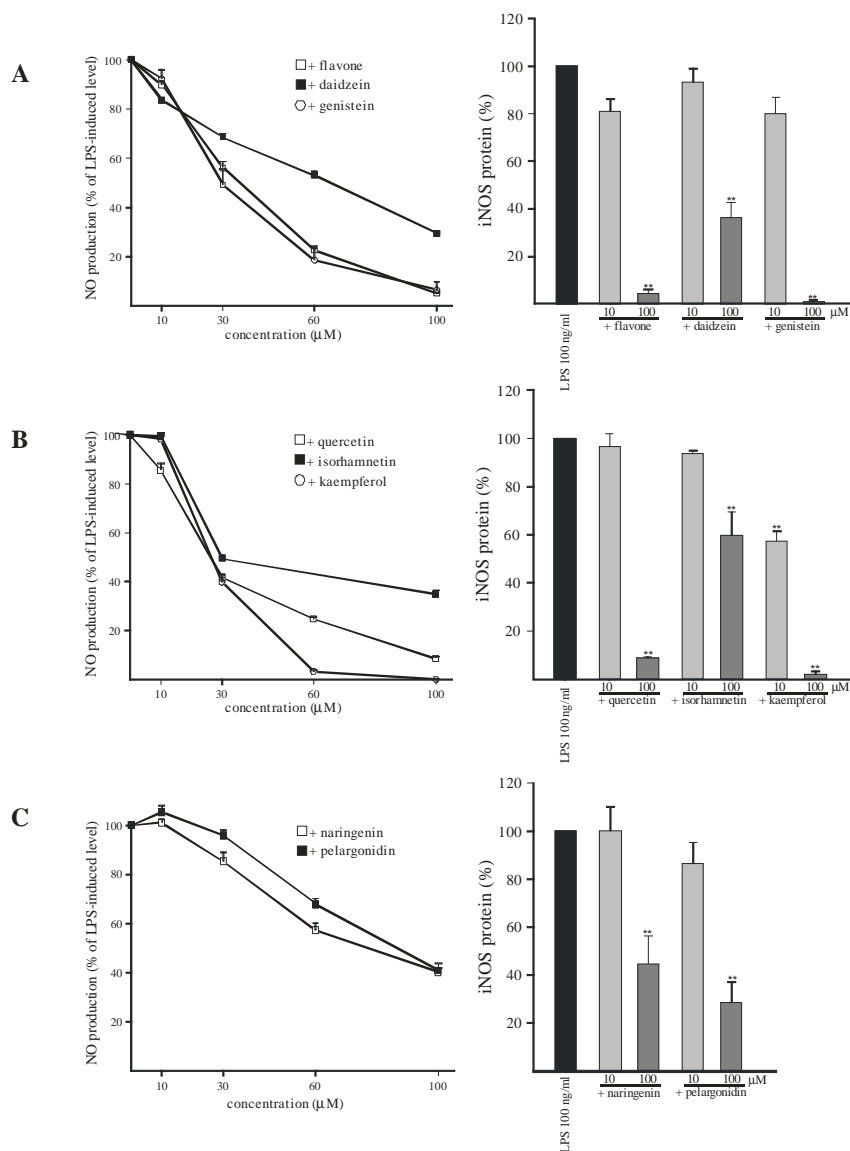 A
NO production (% of LPS-induced level)
100
80
60
40
20
10
30
60
100
concentration (μM)
+ flavone
+ daidzein
+ genistein
iNOS protein (%)
120
100
80
60
40
20
**
**
**
LPS 100 ng/ml
10 100 10 100 10 100 μM
+ flavone + daidzein + genistein
B
NO production (% of LPS-induced level)
100
80
60
40
20
10
30
60
100
concentration (μM)
+ quercetin
+ isorhamnetin
+ kaempferol
iNOS protein (%)
120
100
80
60
40
20
**
**
**
**
LPS 100 ng/ml
10 100 10 100 10 100 μM
+ quercetin + isorhamnetin + kaempferol
C
NO production (% of LPS-induced level)
100
80
60
40
20
10
30
60
100
concentration (μM)
+ naringenin
+ pelargonidin
iNOS protein (%)
120
100
80
60
40
20
**
**
LPS 100 ng/ml
10 100 10 100 μM
+ naringenin + pelargonidin